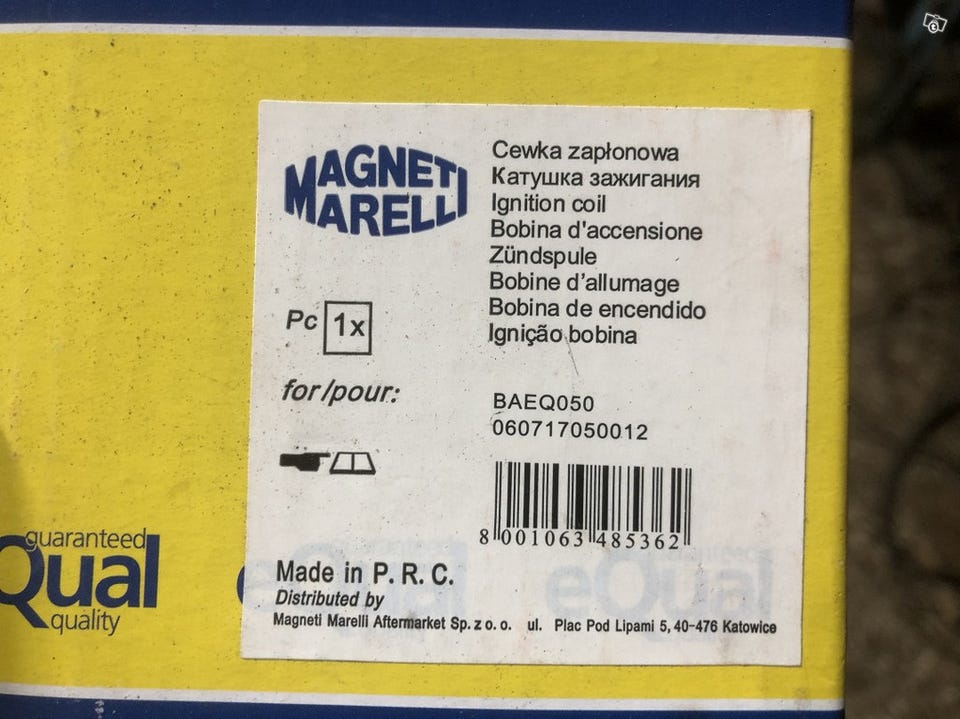 MAGNETI
MARELLI
Cewka zapłonowa
Катушка зажигания
Ignition coil
Bobina d'accensione
Zündspule
Bobine d’allumage
Bobina de encendido
Ignição bobina
Pc 1x
for/pour:
BAEQ050
060717050012
8 001063 485362
guaranteed
Qual
quality
guaranteed
eQual
Made in P. R. C.
Distributed by
Magneti Marelli Aftermarket Sp. z o. o. ul. Plac Pod Lipami 5, 40-476 Katowice